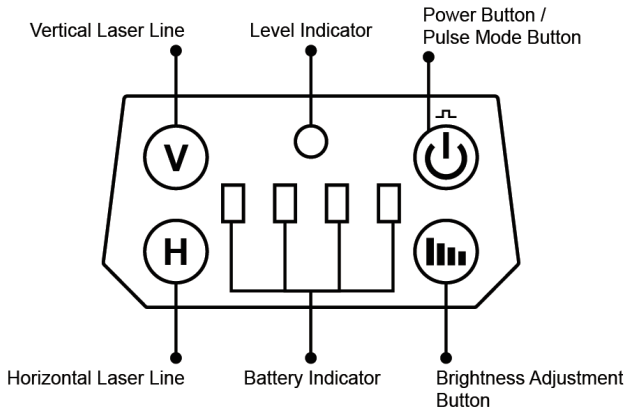 Vertical Laser Line
Level Indicator
Power Button /
Pulse Mode Button
V
H
Horizontal Laser Line
Battery Indicator
Brightness Adjustment
Button